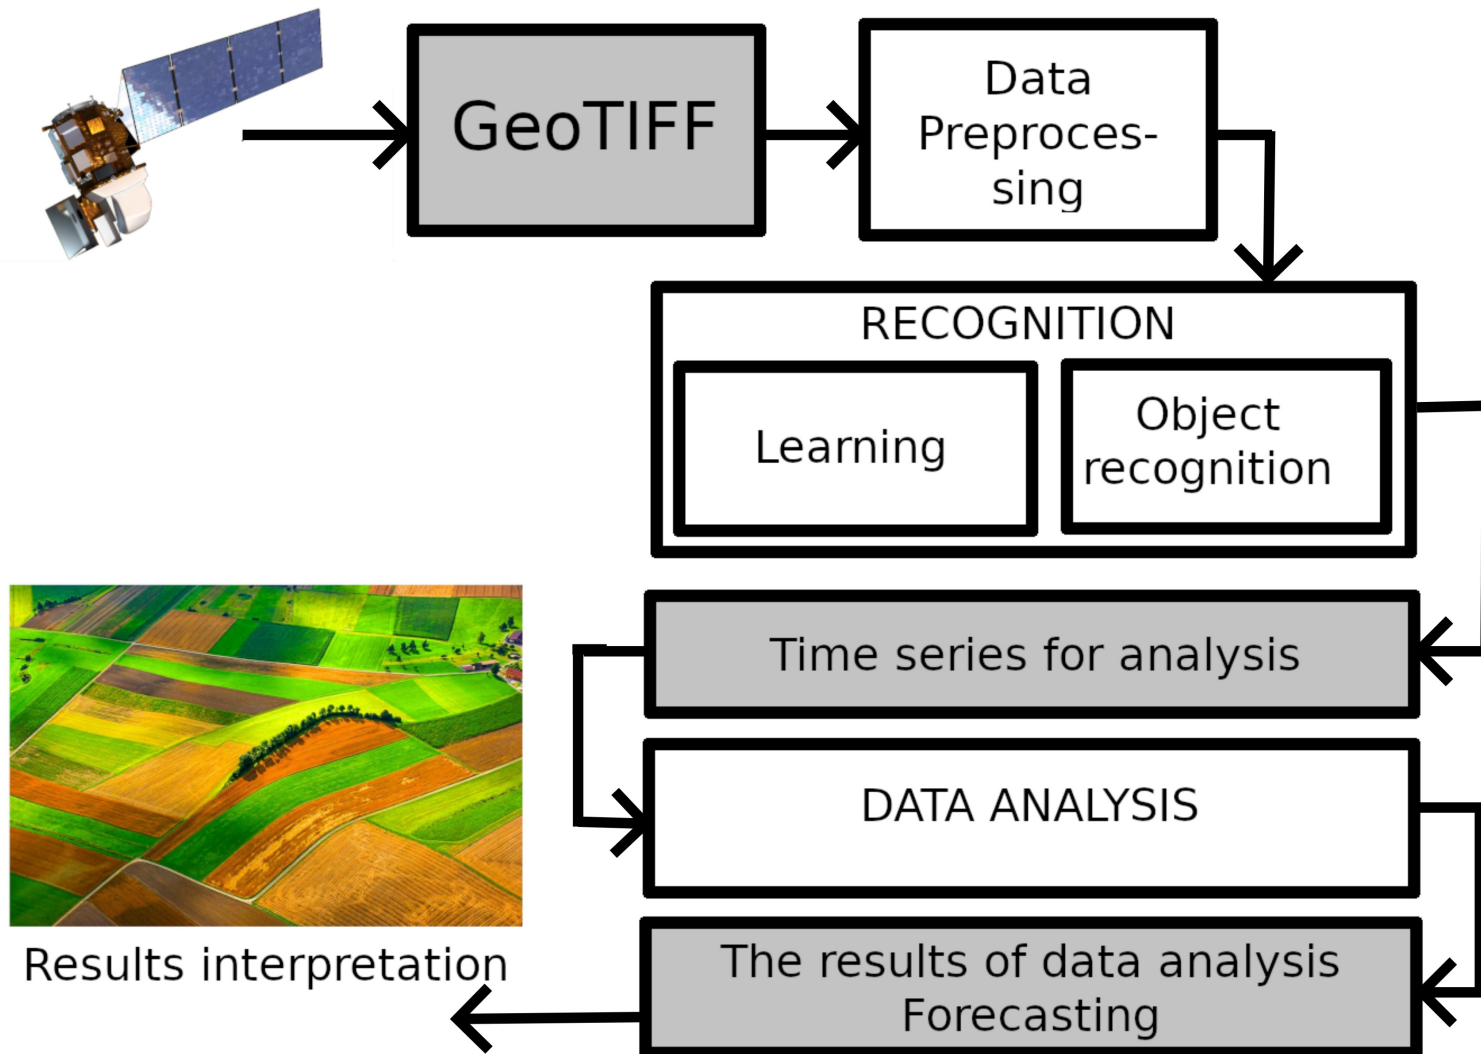 GeoTIFF
Data
Preproces-
sing
RECOGNITION
Learning
Object
recognition
Time series for analysis
DATA ANALYSIS
The results of data analysis
Forecasting
Results interpretation